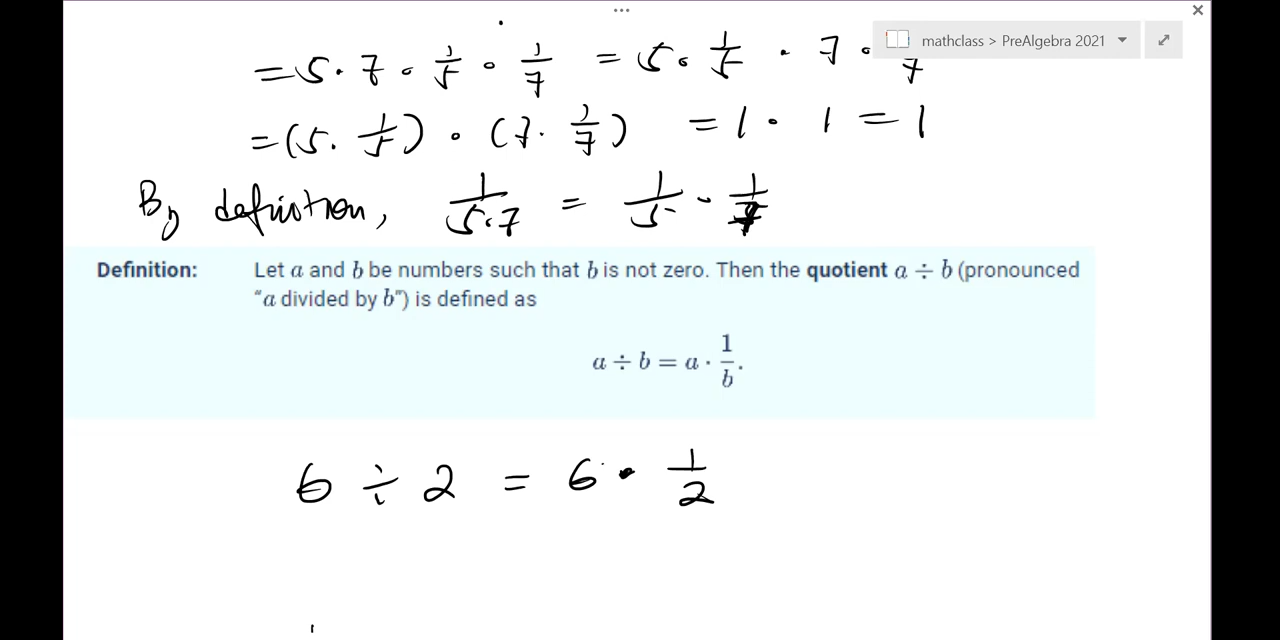 mathclass > PreAlgebra 2021
= 5 · 7 · 1/5 · 1/7 = 5 · 1/5 · 7 · 1/7
= (5 · 1/5) · (7 · 1/7) = 1 · 1 = 1
By definition, 1/(5·7) = 1/5 · 1/7
Definition: Let a and b be numbers such that b is not zero. Then the quotient a ÷ b (pronounced
“a divided by b”) is defined as
a ÷ b = a · 1/b.
6 ÷ 2 = 6 · 1/2